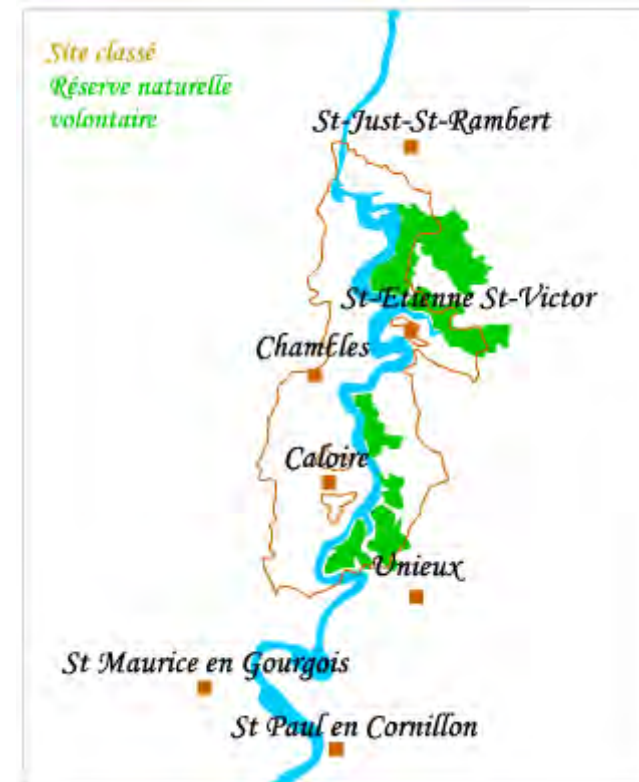 Site classé
Réserve naturelle
volontaire
St-Just-St-Rambert
St-Etienne St-Victor
Chambles
Caloire
Unieux
St Maurice en Gourgois
St Paul en Cornillon